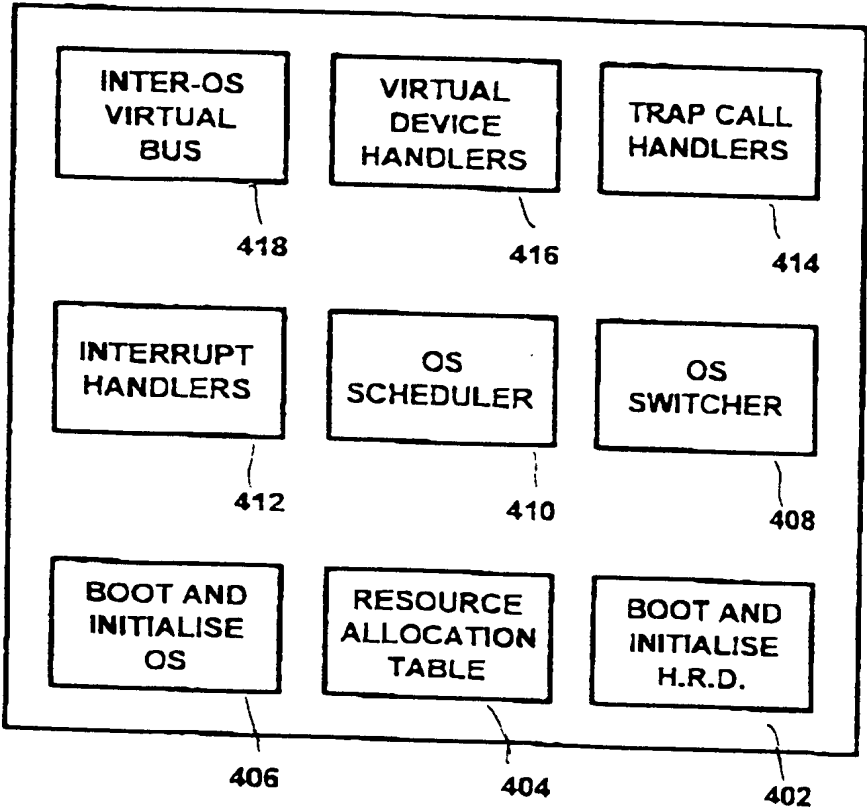 INTER-OS
VIRTUAL
BUS
418
VIRTUAL
DEVICE
HANDLERS
416
TRAP CALL
HANDLERS
414
INTERRUPT
HANDLERS
412
OS
SCHEDULER
410
OS
SWITCHER
408
BOOT AND
INITIALISE
OS
406
RESOURCE
ALLOCATION
TABLE
404
BOOT AND
INITIALISE
H.R.D.
402